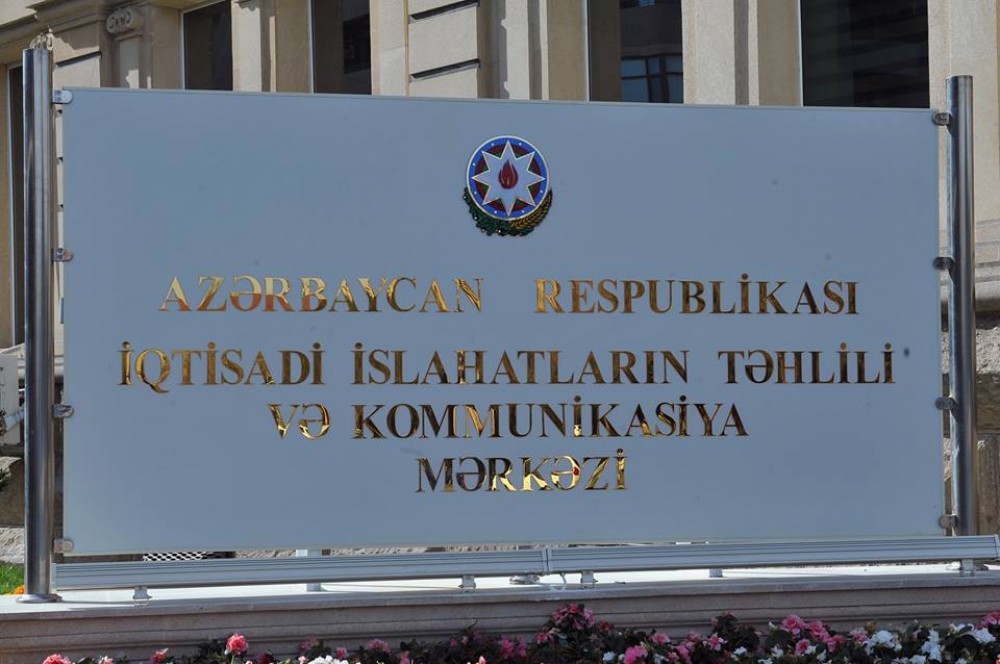 AZƏRBAYCAN RESPUBLİKASI
İQTİSADİ İSLAHATLARIN TƏHLİLİ
VƏ KOMMUNİKASİYA
MƏRKƏZİ